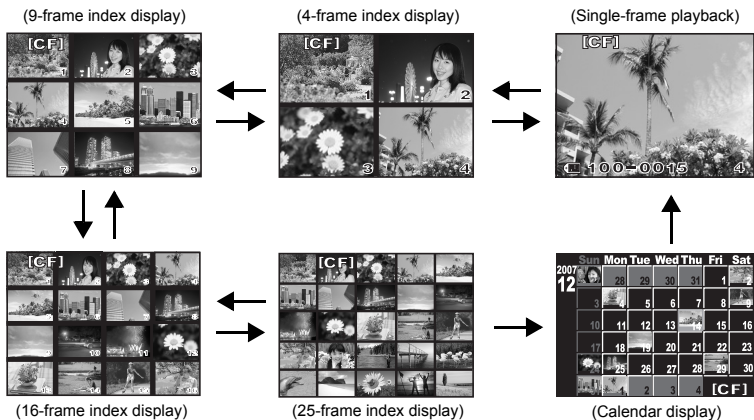 (9-frame index display)
(4-frame index display)
(Single-frame playback)
[CF]
1 2 3
4 5 6
7 8 9
[CF]
1 2
3 4
[CF]
100-0015 4
[CF]
[CF]
Sun Mon Tue Wed Thu Fri Sat
2007
12
28 29 30 31 1 2
3 4 5 6 7 8 9
10 11 12 13 14 15 16
17 18 19 20 21 22 23
25 26 27 28 29 30
2 3 4 [CF]
(16-frame index display)
(25-frame index display)
(Calendar display)